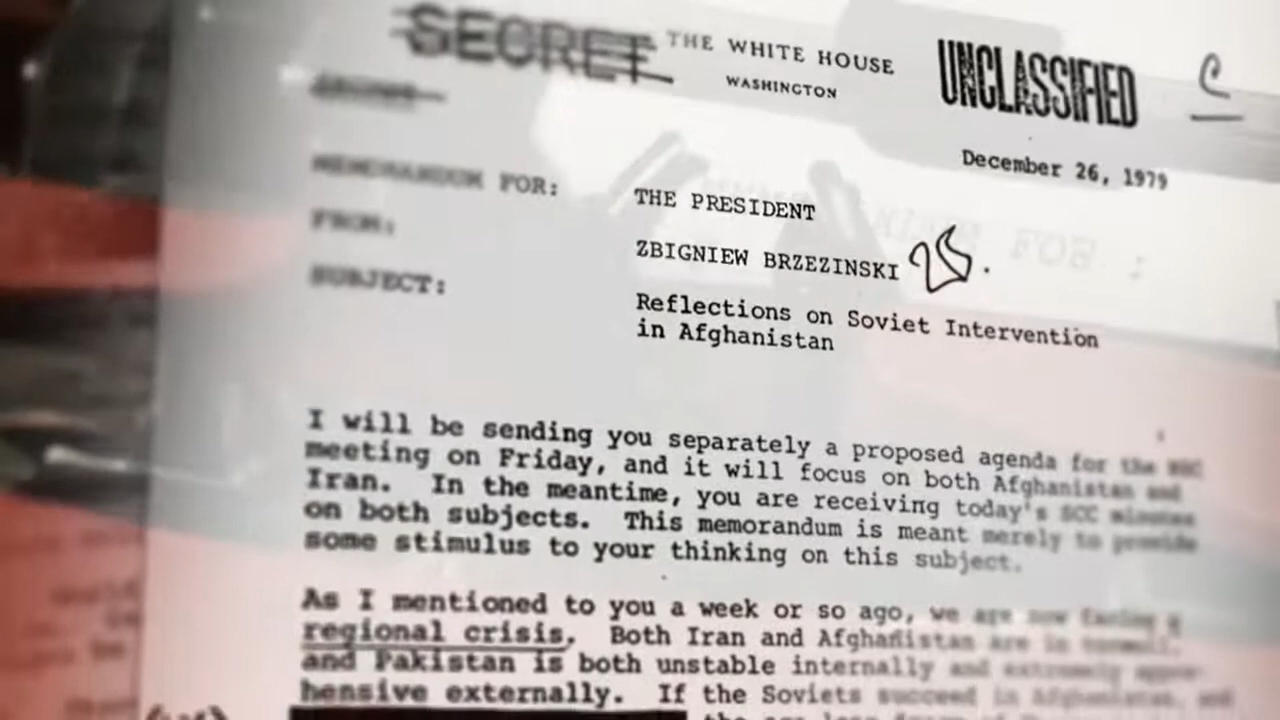 SECRET
THE WHITE HOUSE
WASHINGTON
UNCLASSIFIED
C
December 26, 1979
MEMORANDUM FOR: THE PRESIDENT
FROM: ZBIGNIEW BRZEZINSKI ZB.
SUBJECT: Reflections on Soviet Intervention
in Afghanistan
I will be sending you separately a proposed agenda for the NSC
meeting on Friday, and it will focus on both Afghanistan and
Iran. In the meantime, you are receiving today's SCC minutes
on both subjects. This memorandum is meant merely to provide
some stimulus to your thinking on this subject.
As I mentioned to you a week or so ago, we are now facing a
regional crisis. Both Iran and Afghanistan are in turmoil,
and Pakistan is both unstable internally and extremely appre-
hensive externally. If the Soviets succeed in Afghanistan, and